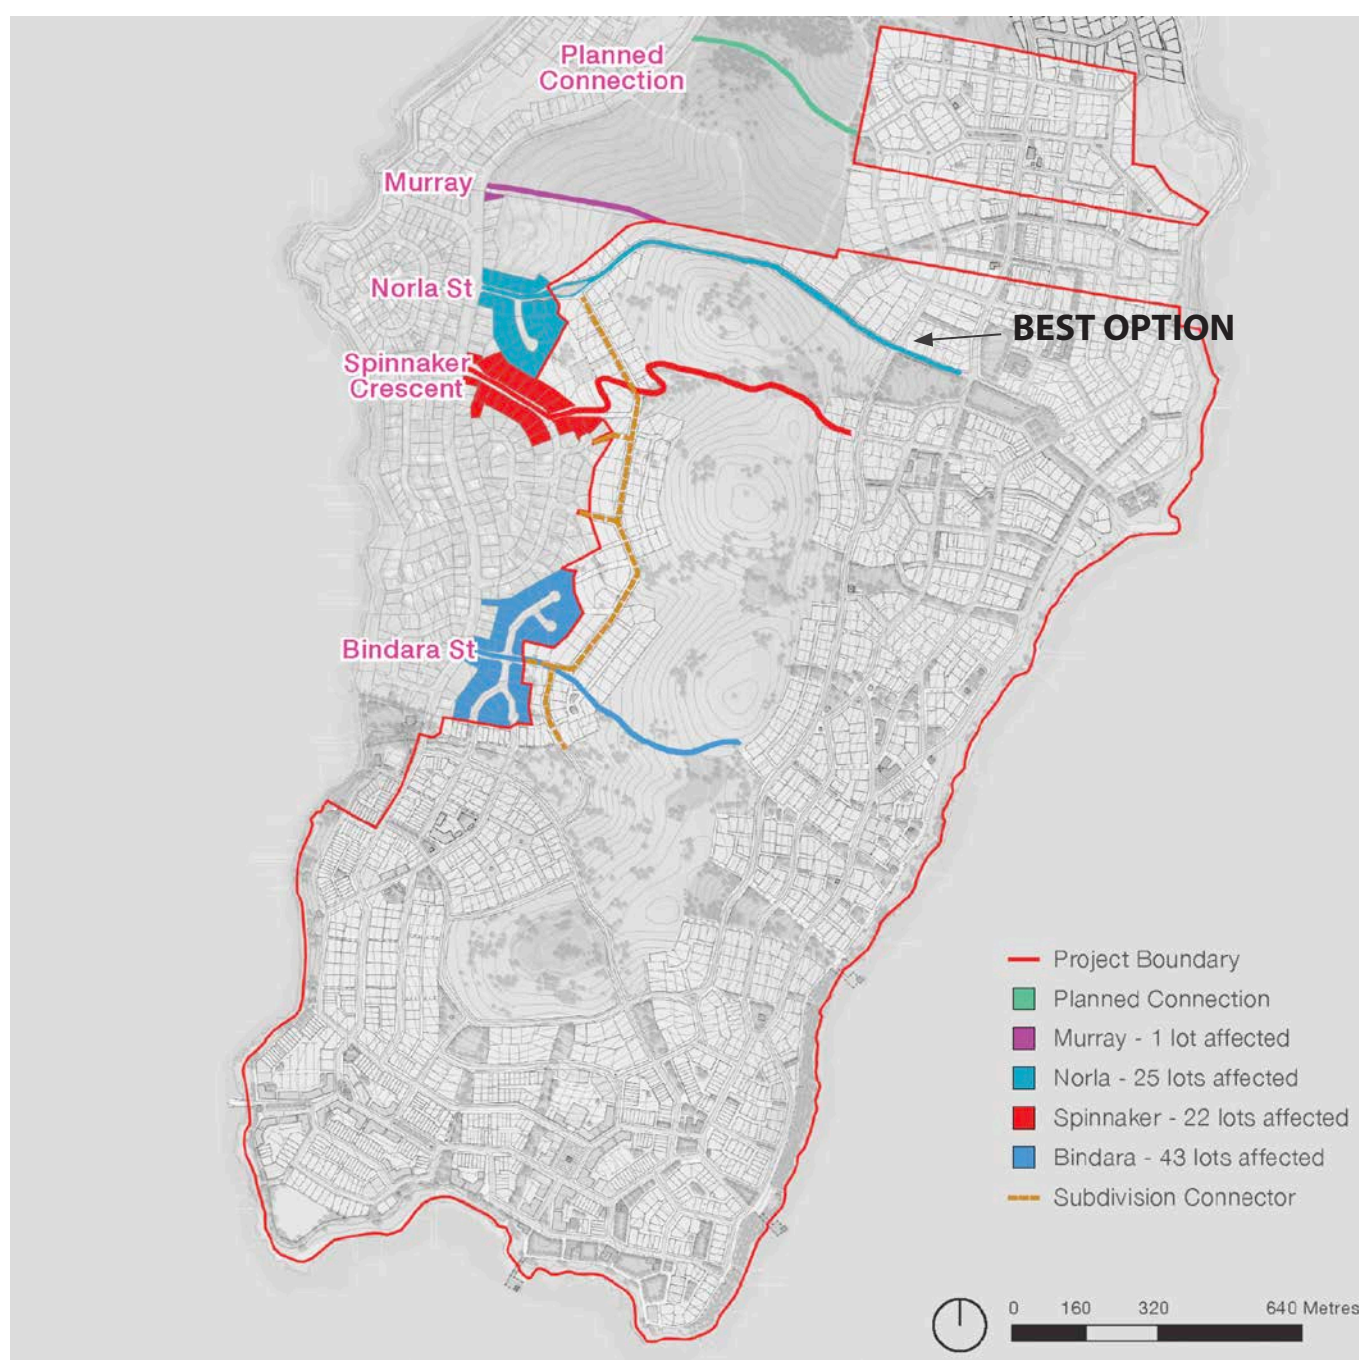 Planned
Connection
Murray
Norla St
BEST OPTION
Spinnaker
Crescent
Bindara St
Project Boundary
Planned Connection
Murray - 1 lot affected
Norla - 25 lots affected
Spinnaker - 22 lots affected
Bindara - 43 lots affected
Subdivision Connector
0 160 320 640 Metres